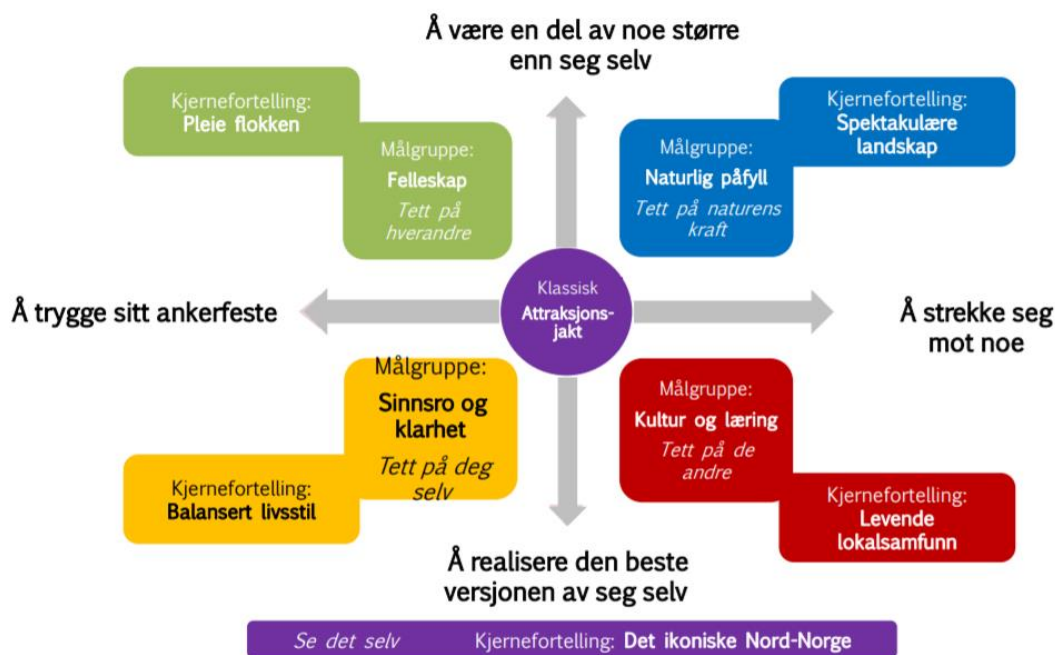 Å være en del av noe større
enn seg selv
Kjernefortelling:
Pleie flokken
Målgruppe:
Felleskap
Tett på
hverandre
Kjernefortelling:
Spektakulære
landskap
Målgruppe:
Naturlig påfyll
Tett på naturens
kraft
Å trygge sitt ankerfeste
Klassisk
Attraksjons-
jakt
Å strekke seg
mot noe
Målgruppe:
Sinnsro og
klarhet
Tett på deg
selv
Kjernefortelling:
Balansert livsstil
Målgruppe:
Kultur og læring
Tett på de
andre
Kjernefortelling:
Levende
lokalsamfunn
Å realisere den beste
versjonen av seg selv
Se det selv Kjernefortelling: Det ikoniske Nord-Norge